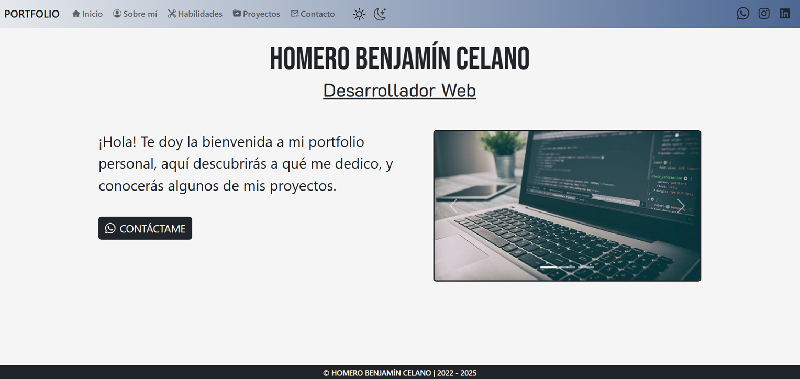 PORTFOLIO Inicio Sobre mí Habilidades Proyectos Contacto
HOMERO BENJAMÍN CELANO
Desarrollador Web
¡Hola! Te doy la bienvenida a mi portfolio
personal, aquí descubrirás a qué me dedico, y
conocerás algunos de mis proyectos.
CONTÁCTAME
© HOMERO BENJAMÍN CELANO | 2022 - 2025